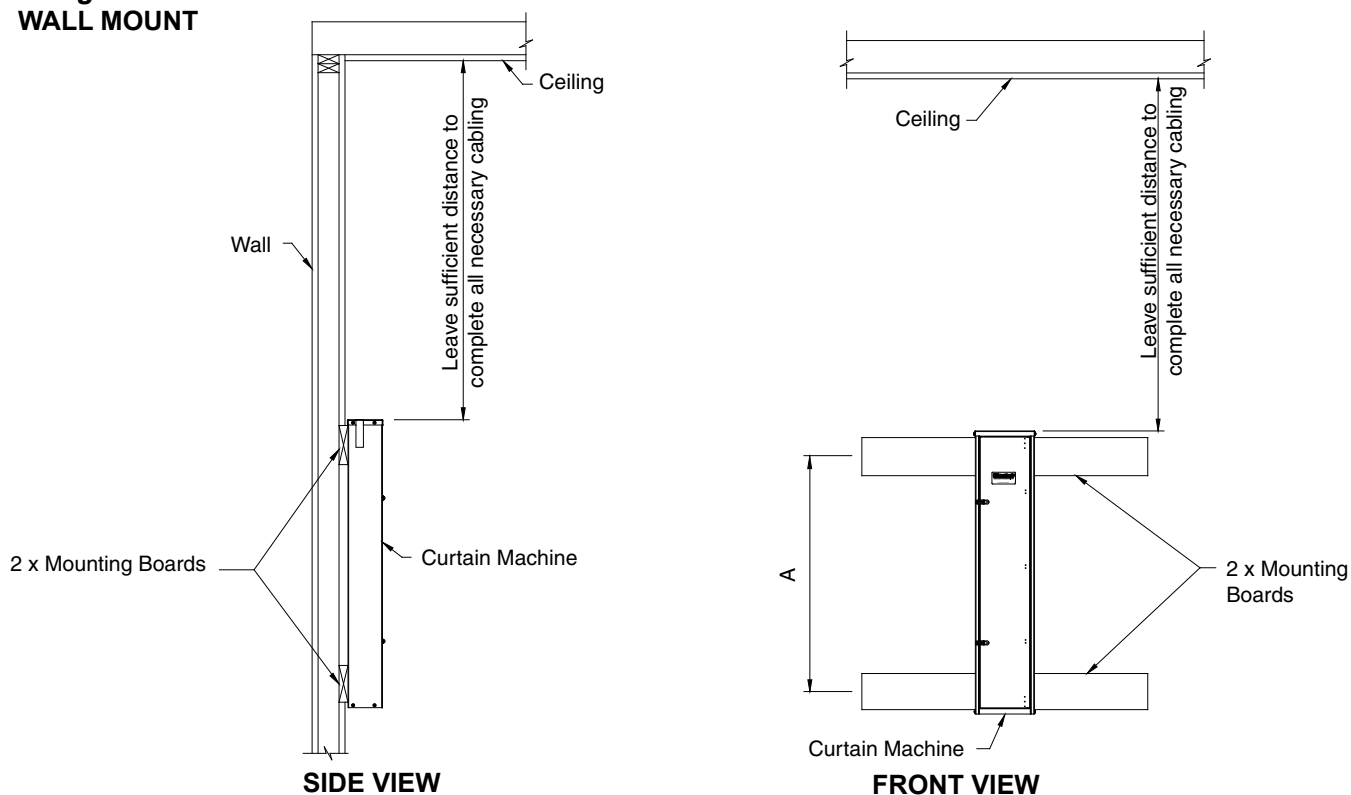 WALL MOUNT
Ceiling
Leave sufficient distance to
complete all necessary cabling
Wall
2 x Mounting Boards
Curtain Machine
SIDE VIEW
Ceiling
Leave sufficient distance to
complete all necessary cabling
A
2 x Mounting
Boards
Curtain Machine
FRONT VIEW